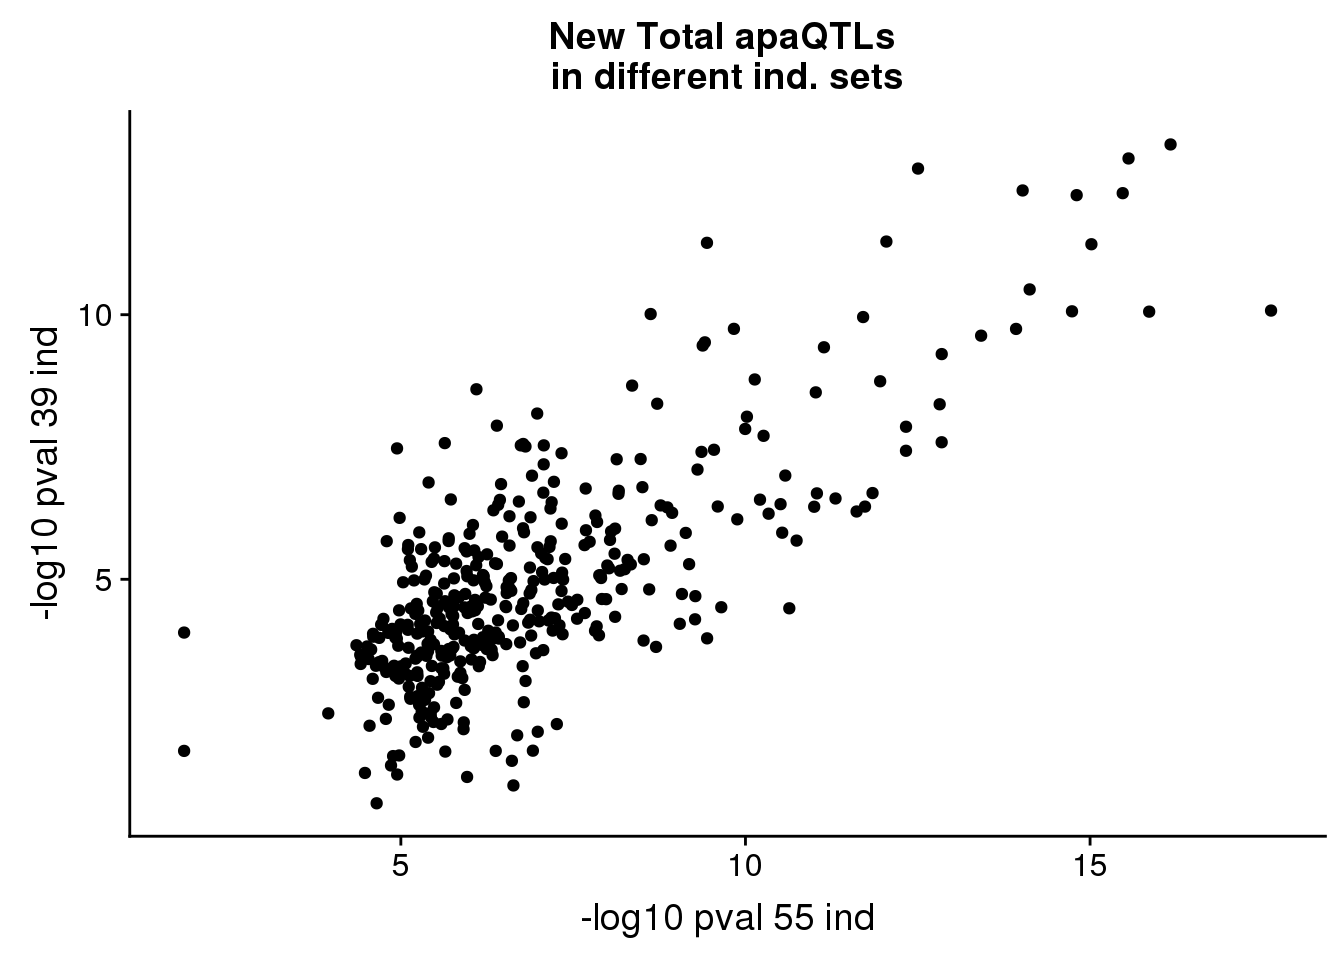 New Total apaQTLs
in different ind. sets
-log10 pval 39 ind
10
5
5
10
15
-log10 pval 55 ind